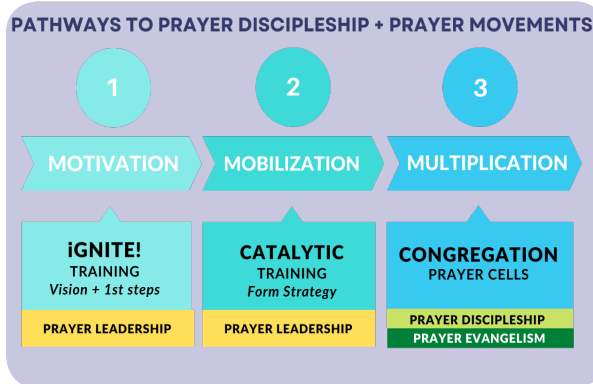 PATHWAYS TO PRAYER DISCIPLESHIP + PRAYER MOVEMENTS
1
2
3
MOTIVATION
MOBILIZATION
MULTIPLICATION
iGNITE!
TRAINING
Vision + 1st steps
PRAYER LEADERSHIP
CATALYTIC
TRAINING
Form Strategy
PRAYER LEADERSHIP
CONGREGATION
PRAYER CELLS
PRAYER DISCIPLESHIP
PRAYER EVANGELISM